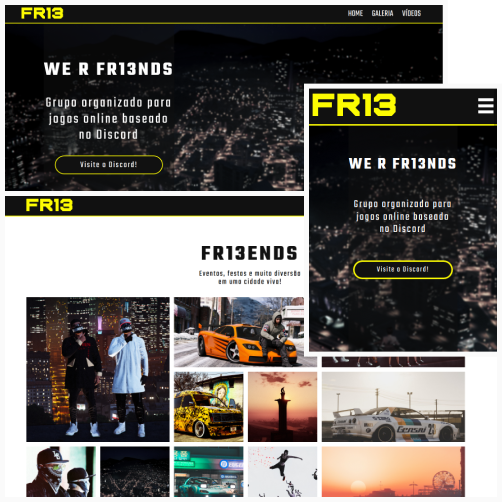 FR13
HOME GALERIA VÍDEOS
WE R FR13NDS
Grupo organizado para
jogos online baseado
no Discord
Visite o Discord!
FR13
WE R FR13NDS
Grupo organizado para
jogos online baseado
no Discord
Visite o Discord!
FR13
FR13ENDS
Eventos, festas e muita diversão
em uma cidade viva!